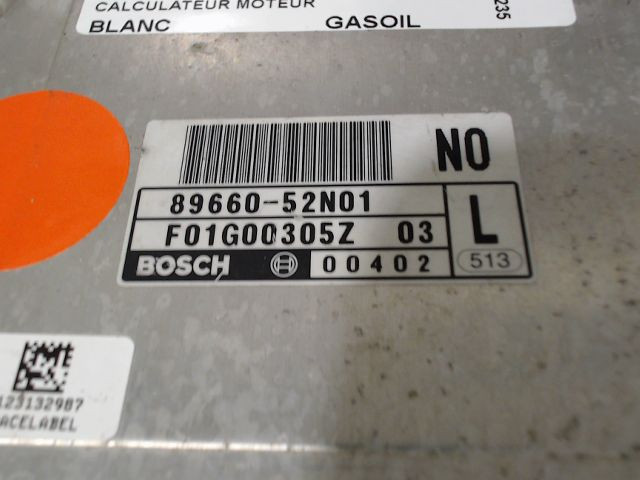 CALCULATEUR MOTEUR
BLANC GASOIL
235
NO
89660-52N01
F01G00305Z 03
L
BOSCH 00402
513
123132987
ACELABEL